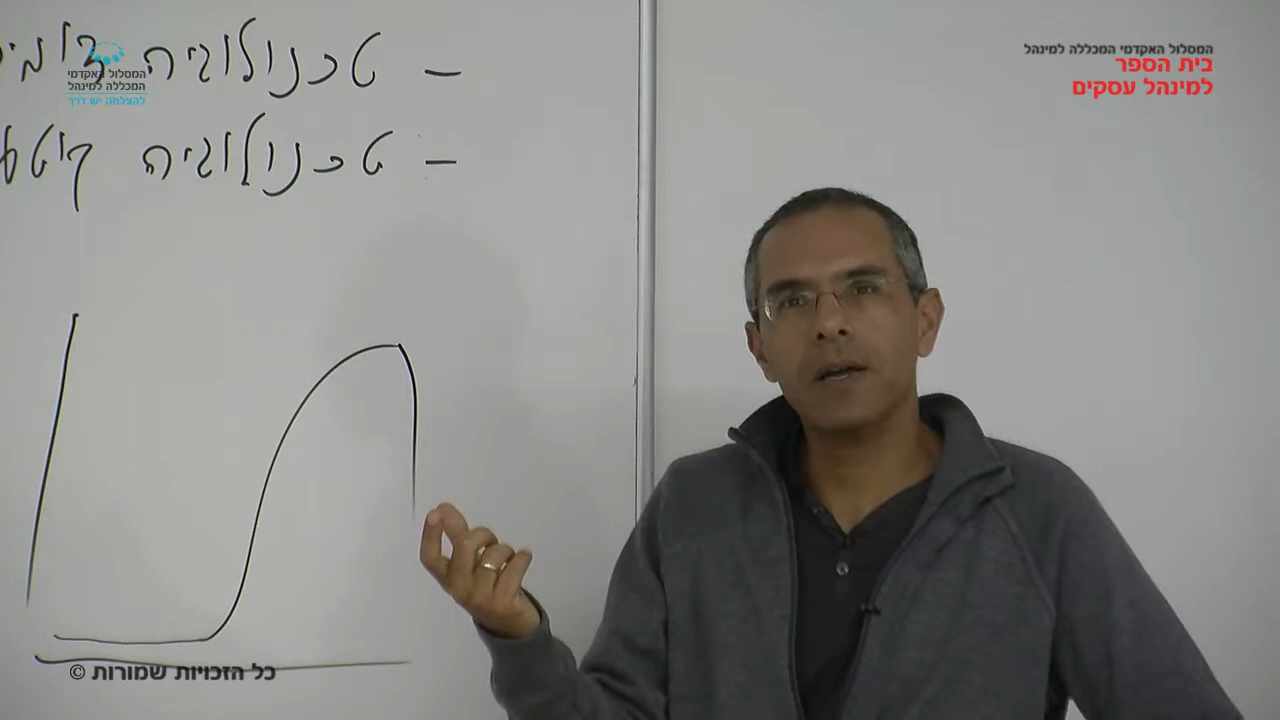 המסלול האקדמי המכללה למינהל
בית הספר
למינהל עסקים
המסלול האקדמי
המכללה למינהל
להצלחה יש דרך
- טכנולוגיה
- טכנולוגיה
© כל הזכויות שמורות